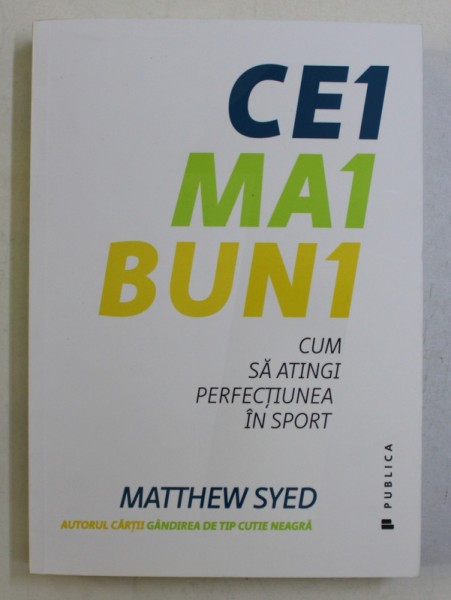 CE1
MA1
BUN1
CUM
SĂ ATINGI
PERFECȚIUNEA
ÎN SPORT
PUBLICA
MATTHEW SYED
AUTORUL CĂRȚII GÂNDIREA DE TIP CUTIE NEAGRĂ